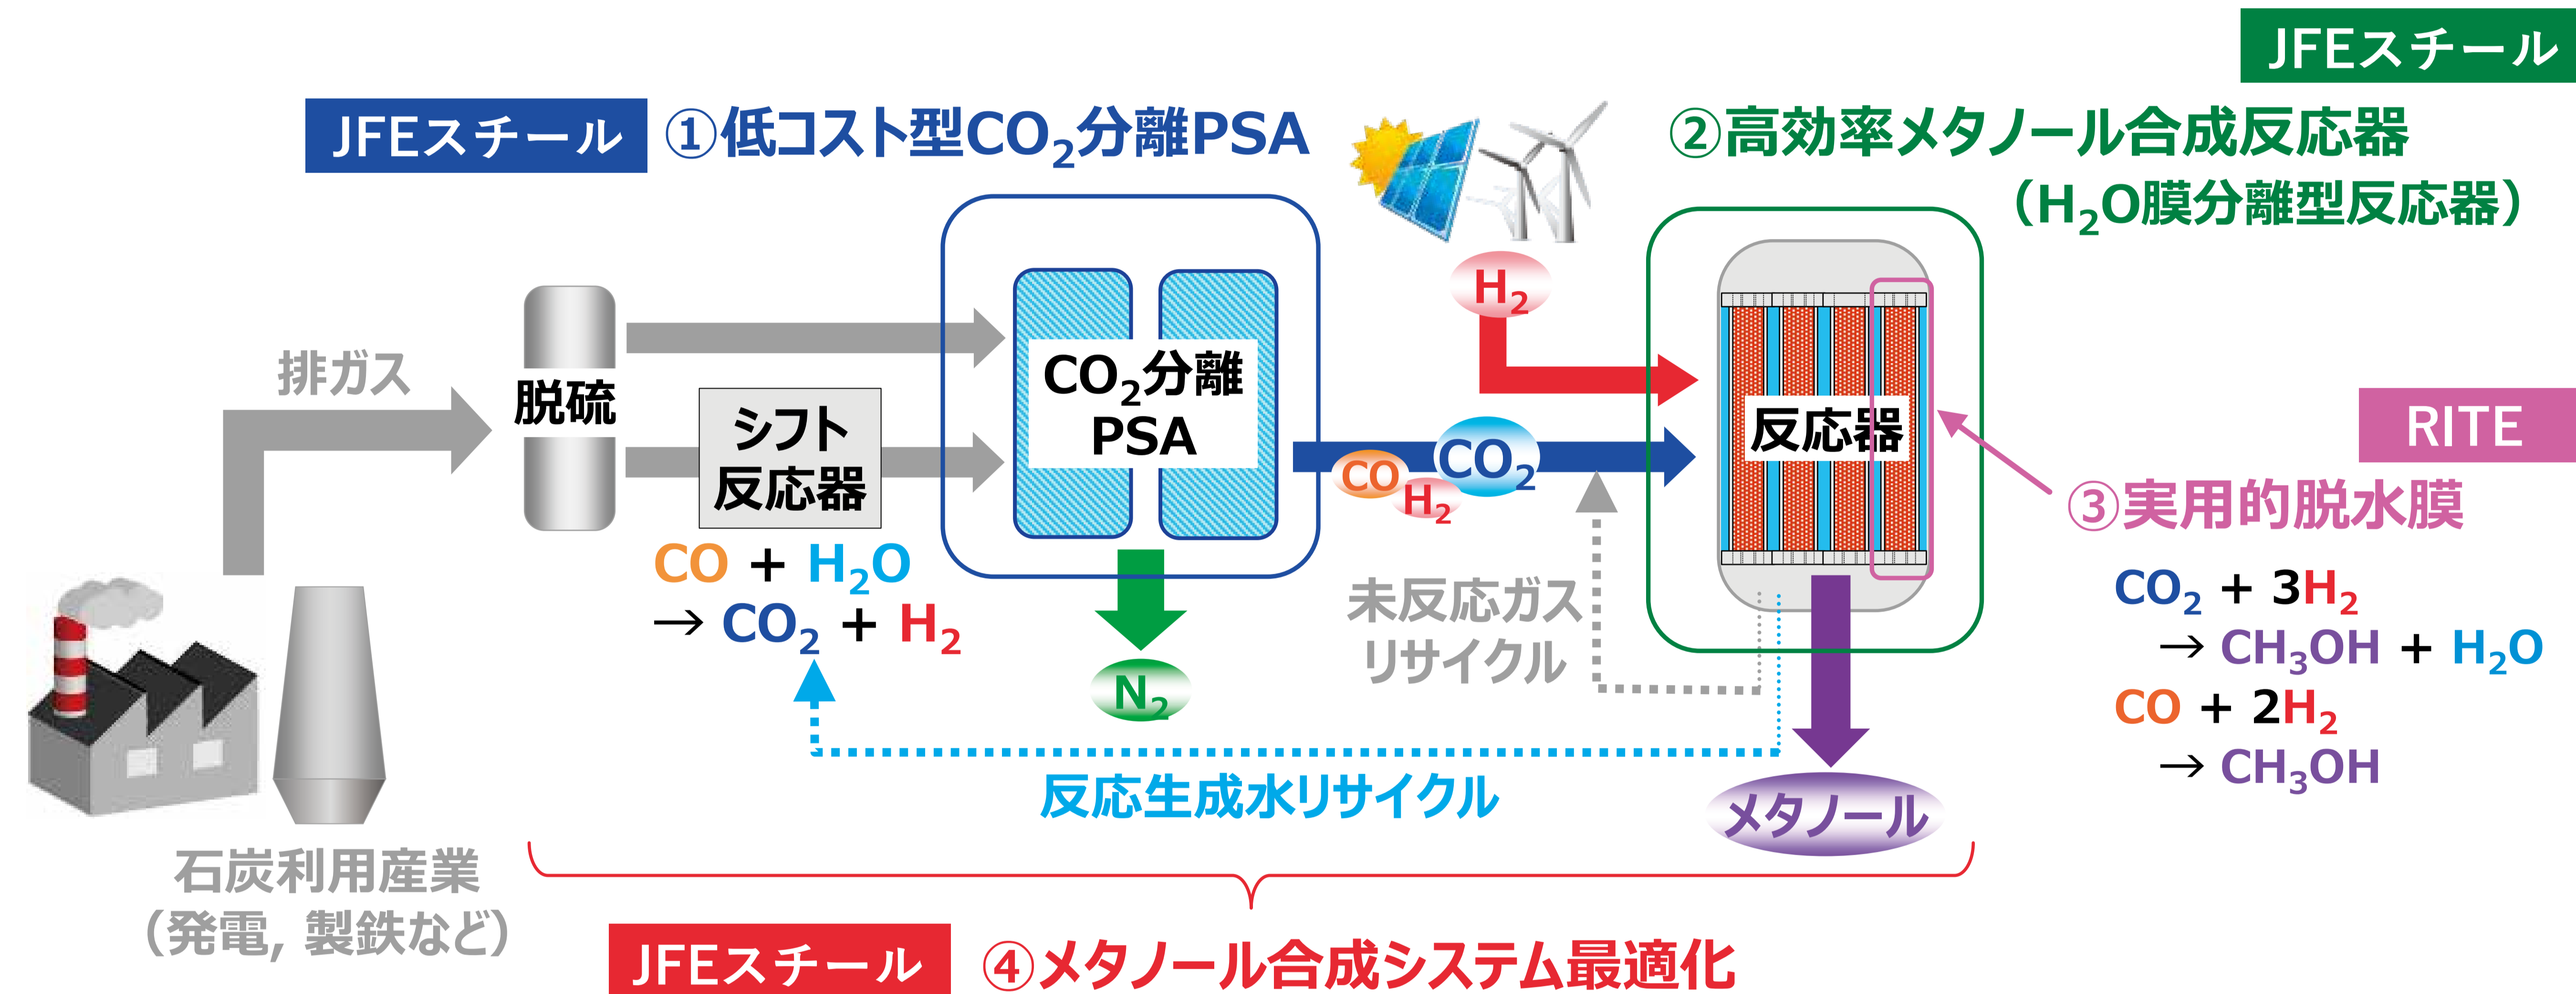 JFEスチール
JFEスチール
①低コスト型CO₂分離PSA
②高効率メタノール合成反応器
（H₂O膜分離型反応器）
H₂
排ガス
脱硫
シフト
反応器
CO₂分離
PSA
反応器
RITE
CO
H₂
CO₂
③実用的脱水膜
CO + H₂O
→ CO₂ + H₂
N₂
未反応ガス
リサイクル
CO₂ + 3H₂
→ CH₃OH + H₂O
CO + 2H₂
→ CH₃OH
反応生成水リサイクル
メタノール
石炭利用産業
（発電, 製鉄など）
JFEスチール
④メタノール合成システム最適化